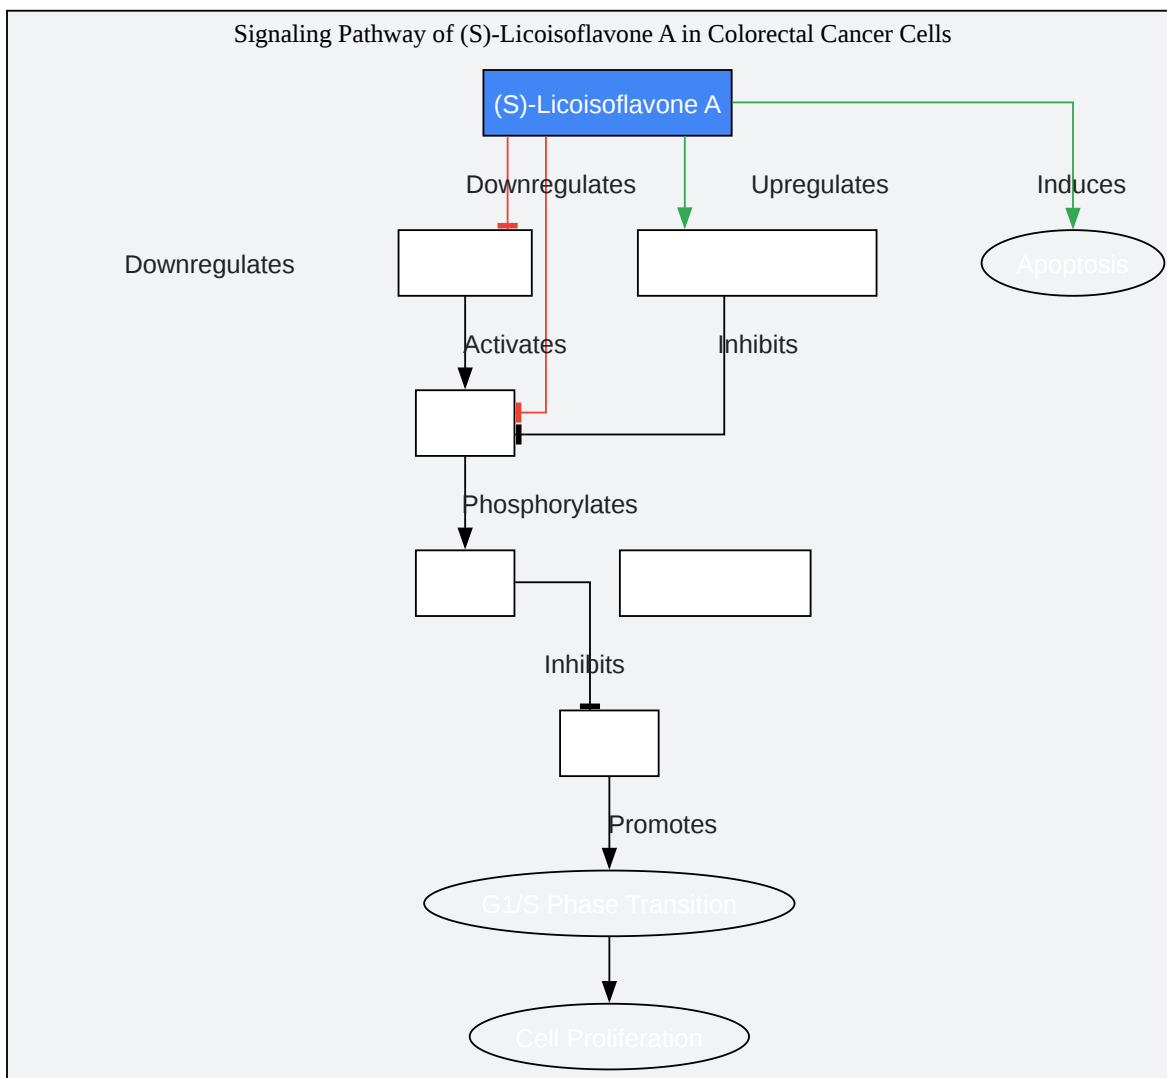 Signaling Pathway of (S)-Licoisoflavone A in Colorectal Cancer Cells
(S)-Licoisoflavone A
Downregulates
Upregulates
Induces
Downregulates
Apoptosis
Activates
Inhibits
Phosphorylates
Inhibits
Promotes
G1/S Phase Transition
Cell Proliferation